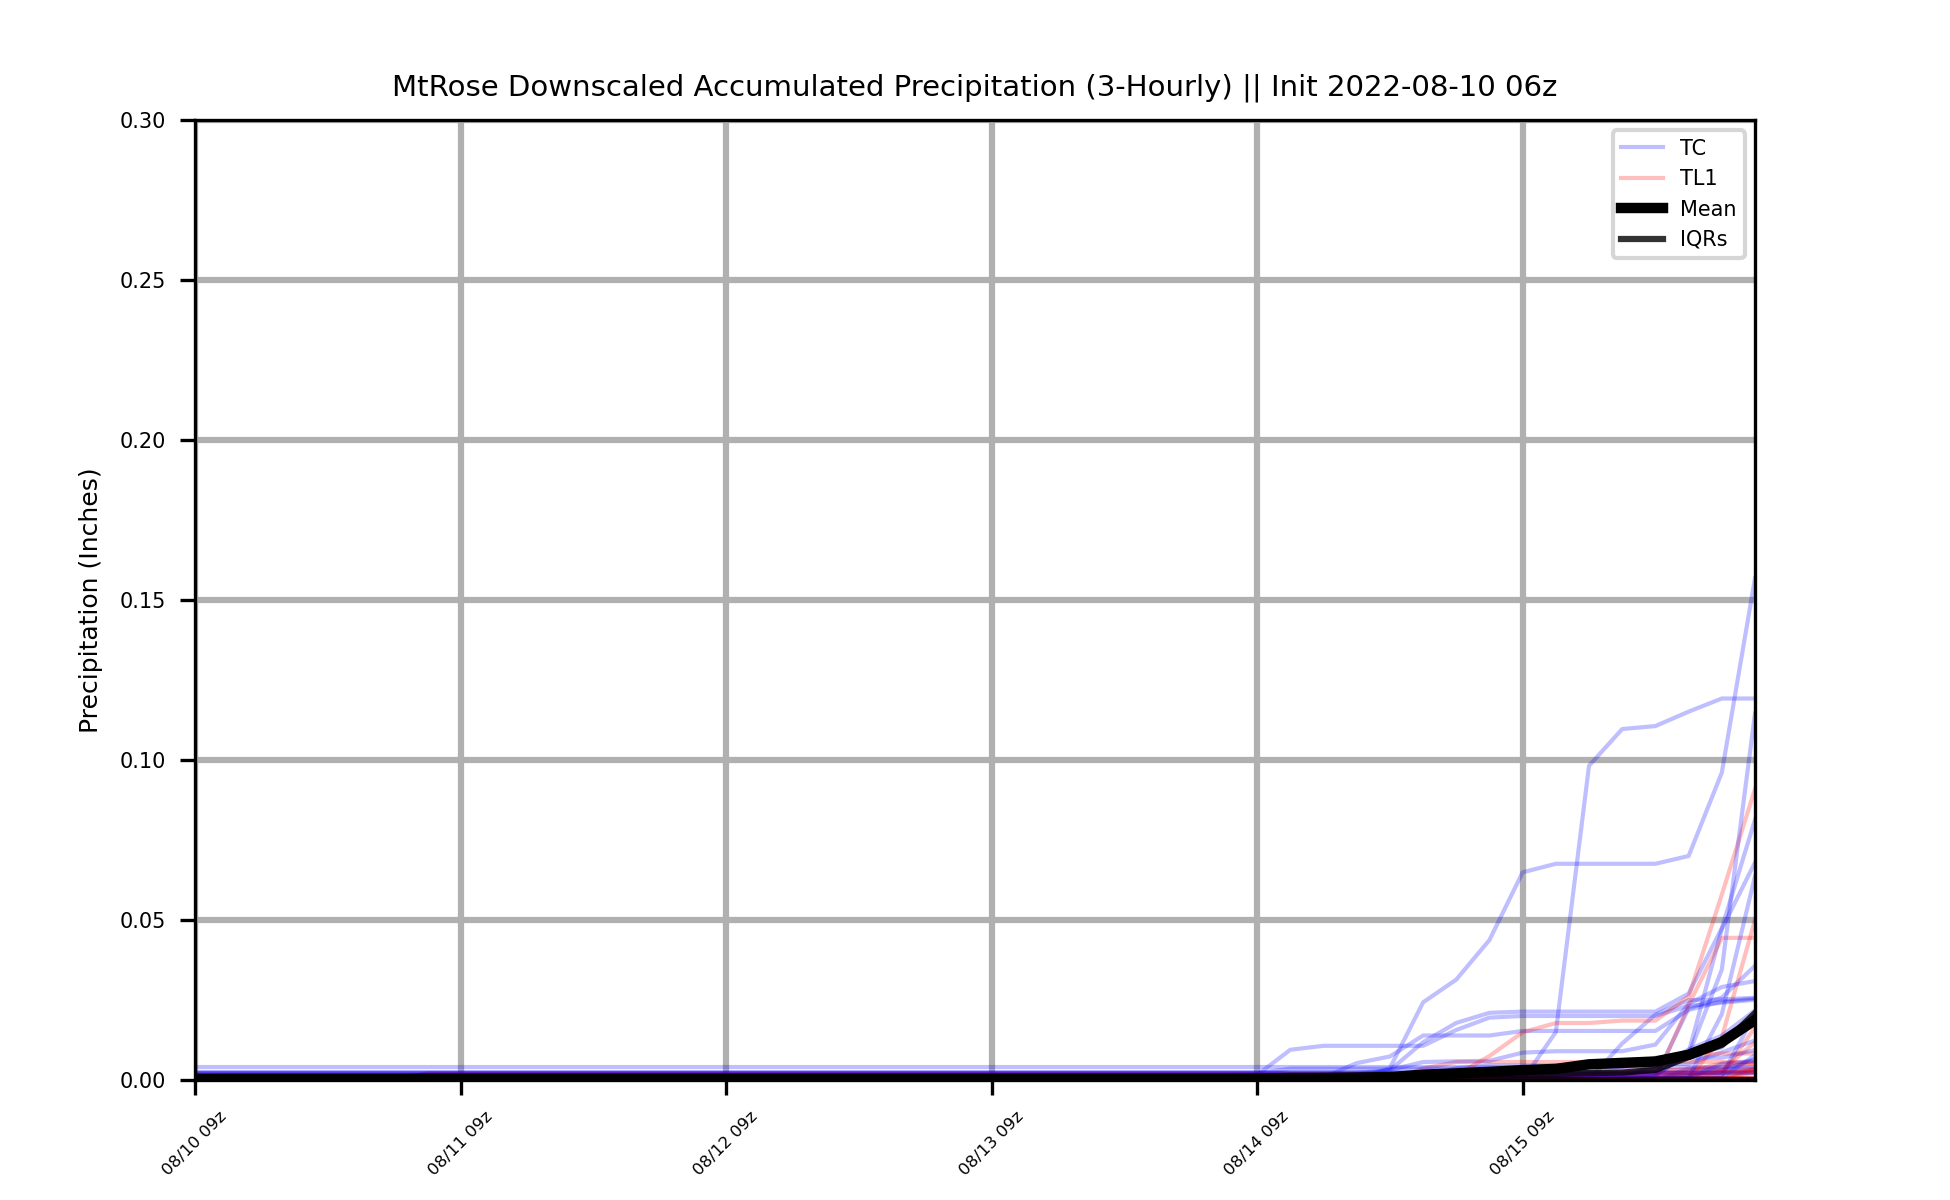 MtRose Downscaled Accumulated Precipitation (3-Hourly) || Init 2022-08-10 06z
0.30
0.25
0.20
0.15
0.10
0.05
0.00
Precipitation (Inches)
TC
TL1
Mean
IQRs
08/10 09z
08/11 09z
08/12 09z
08/13 09z
08/14 09z
08/15 09z